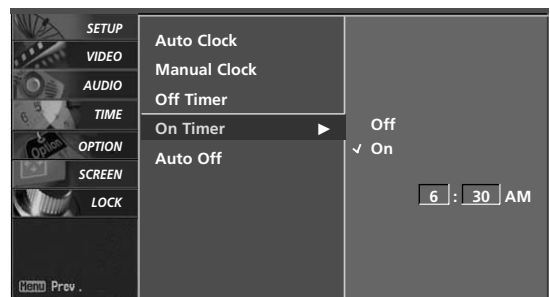 SETUP
VIDEO
AUDIO
TIME
OPTION
SCREEN
LOCK
Menu Prev.
Auto Clock
Manual Clock
Off Timer
On Timer ►
Auto Off
Off
✓ On
6 : 30 AM